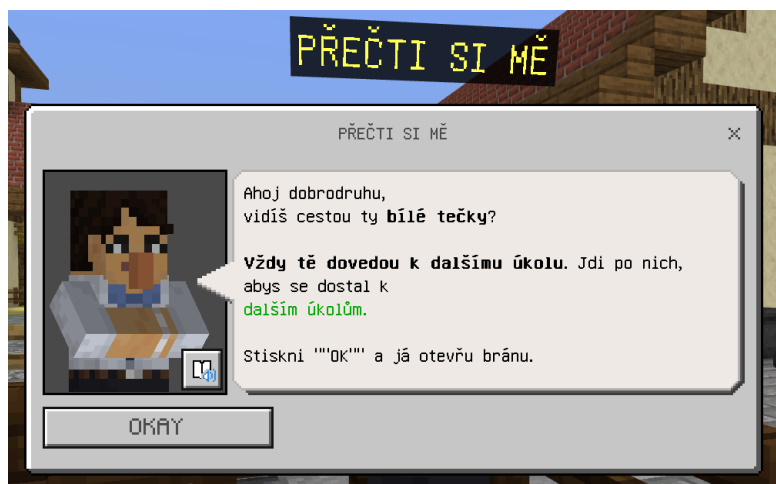 PŘEČTI SI MĚ
PŘEČTI SI MĚ
Ahoj dobrodruhu,
vidíš cestou ty bílé tečky?
Vždy tě dovedou k dalšímu úkolu. Jdi po nich,
abys se dostal k
dalším úkolům.
Stiskni """OK""" a já otevřu bránu.
OKAY